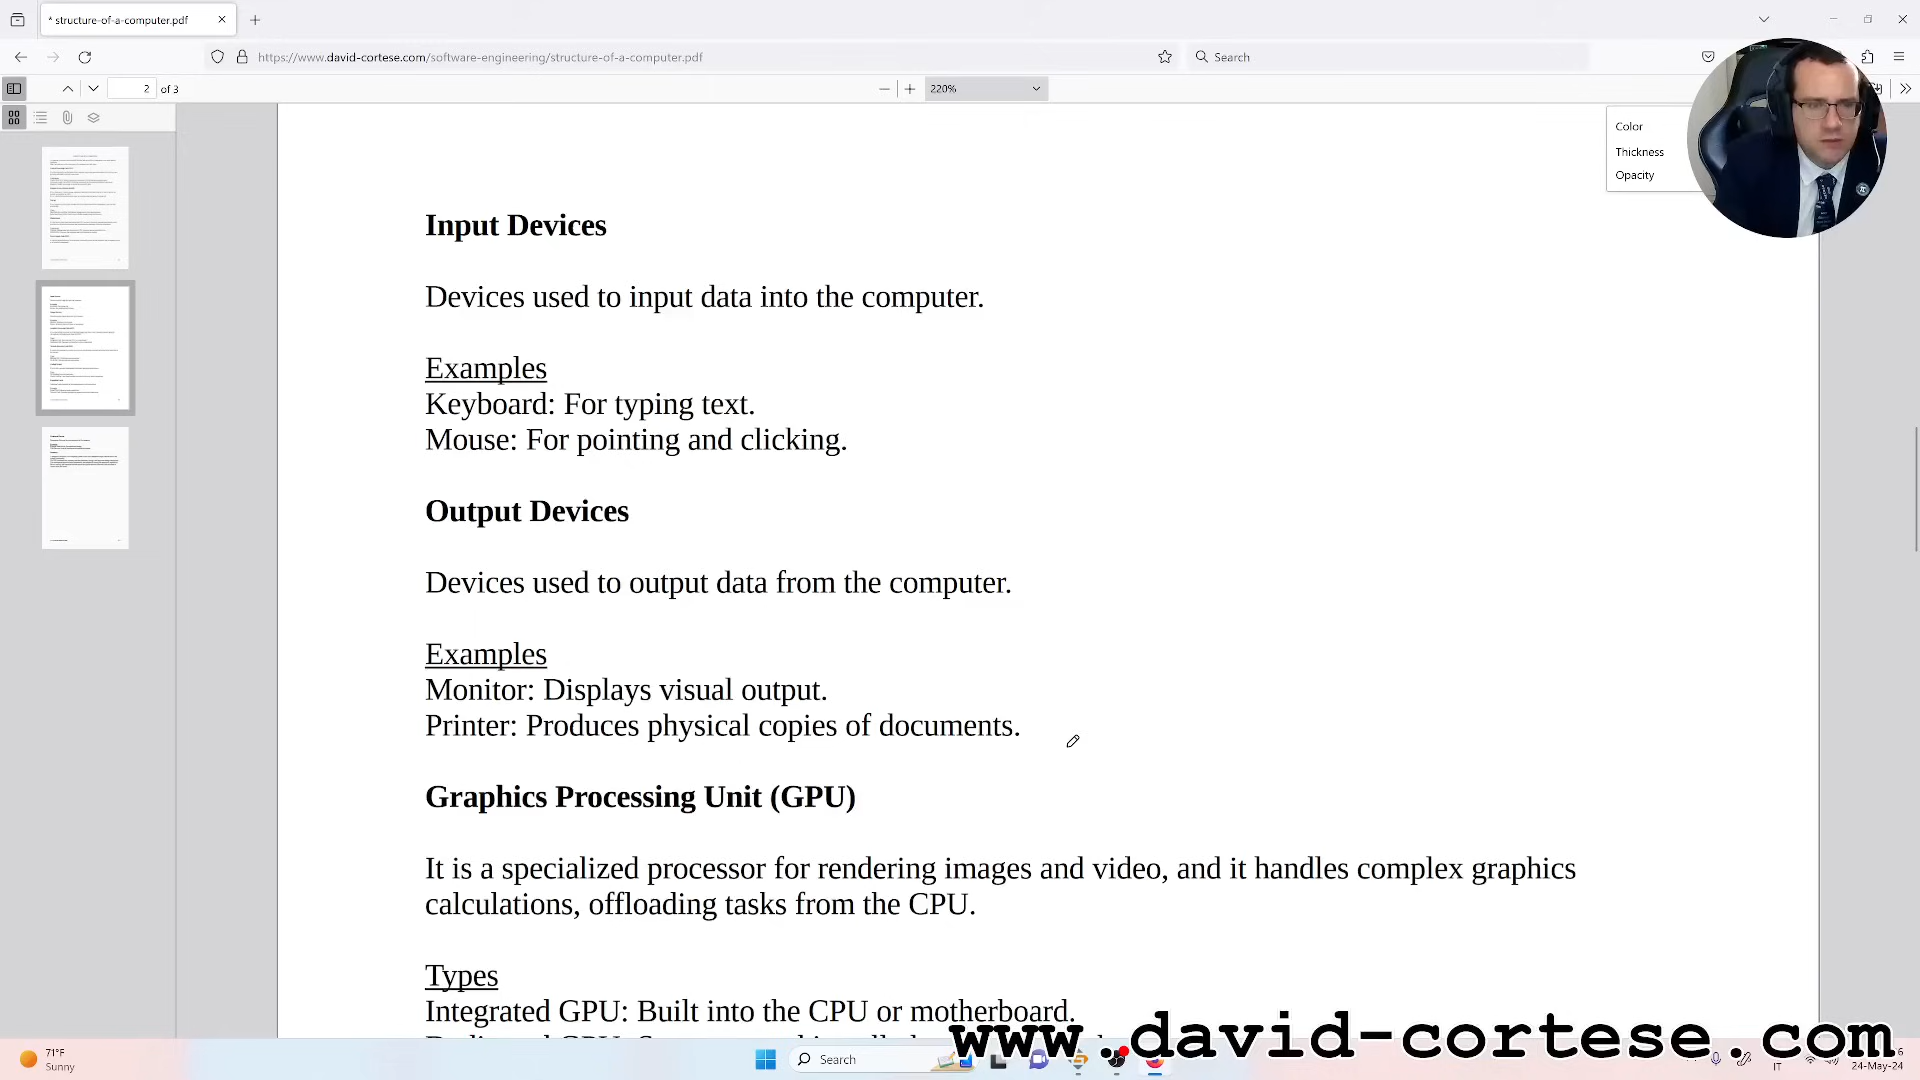 * structure-of-a-computer.pdf
https://www.david-cortese.com/software-engineering/structure-of-a-computer.pdf
Search
2 of 3
220%
Color
Thickness
Opacity
Input Devices
Devices used to input data into the computer.
Examples
Keyboard: For typing text.
Mouse: For pointing and clicking.
Output Devices
Devices used to output data from the computer.
Examples
Monitor: Displays visual output.
Printer: Produces physical copies of documents.
Graphics Processing Unit (GPU)
It is a specialized processor for rendering images and video, and it handles complex graphics
calculations, offloading tasks from the CPU.
Types
Integrated GPU: Built into the CPU or motherboard.
www.david-cortese.com
71°F
Sunny
Search
IT
24-May-24